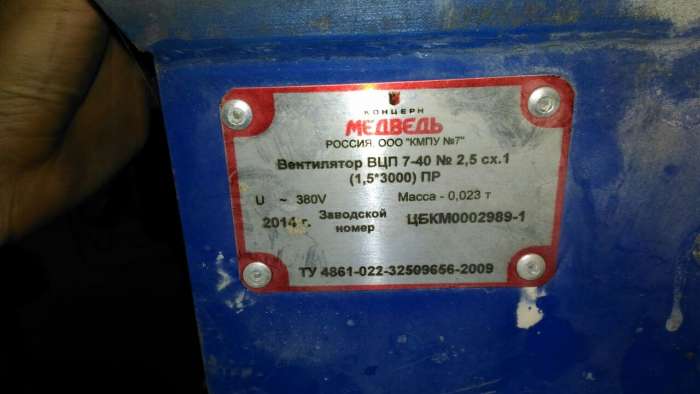 КОНЦЕРН
МЕДВЕДЬ
РОССИЯ, ООО "КМПУ №7"
Вентилятор ВЦП 7-40 № 2,5 сх.1
(1,5*3000) ПР
U ~ 380V Масса - 0,023 т
2014 г. Заводской номер ЦБКМ0002989-1
ТУ 4861-022-32509656-2009